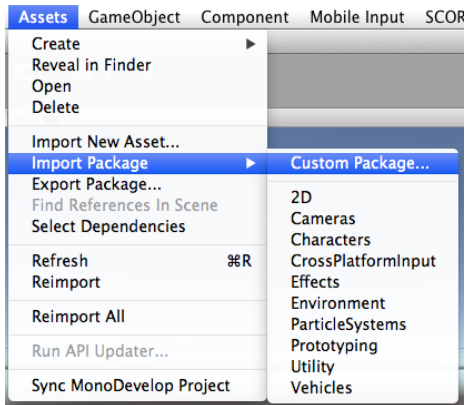 Assets GameObject Component Mobile Input SCOR
Create
Reveal in Finder
Open
Delete
Import New Asset...
Import Package
Export Package...
Find References In Scene
Select Dependencies
Refresh ⌘R
Reimport
Reimport All
Run API Updater...
Sync MonoDevelop Project
Custom Package...
2D
Cameras
Characters
CrossPlatformInput
Effects
Environment
ParticleSystems
Prototyping
Utility
Vehicles